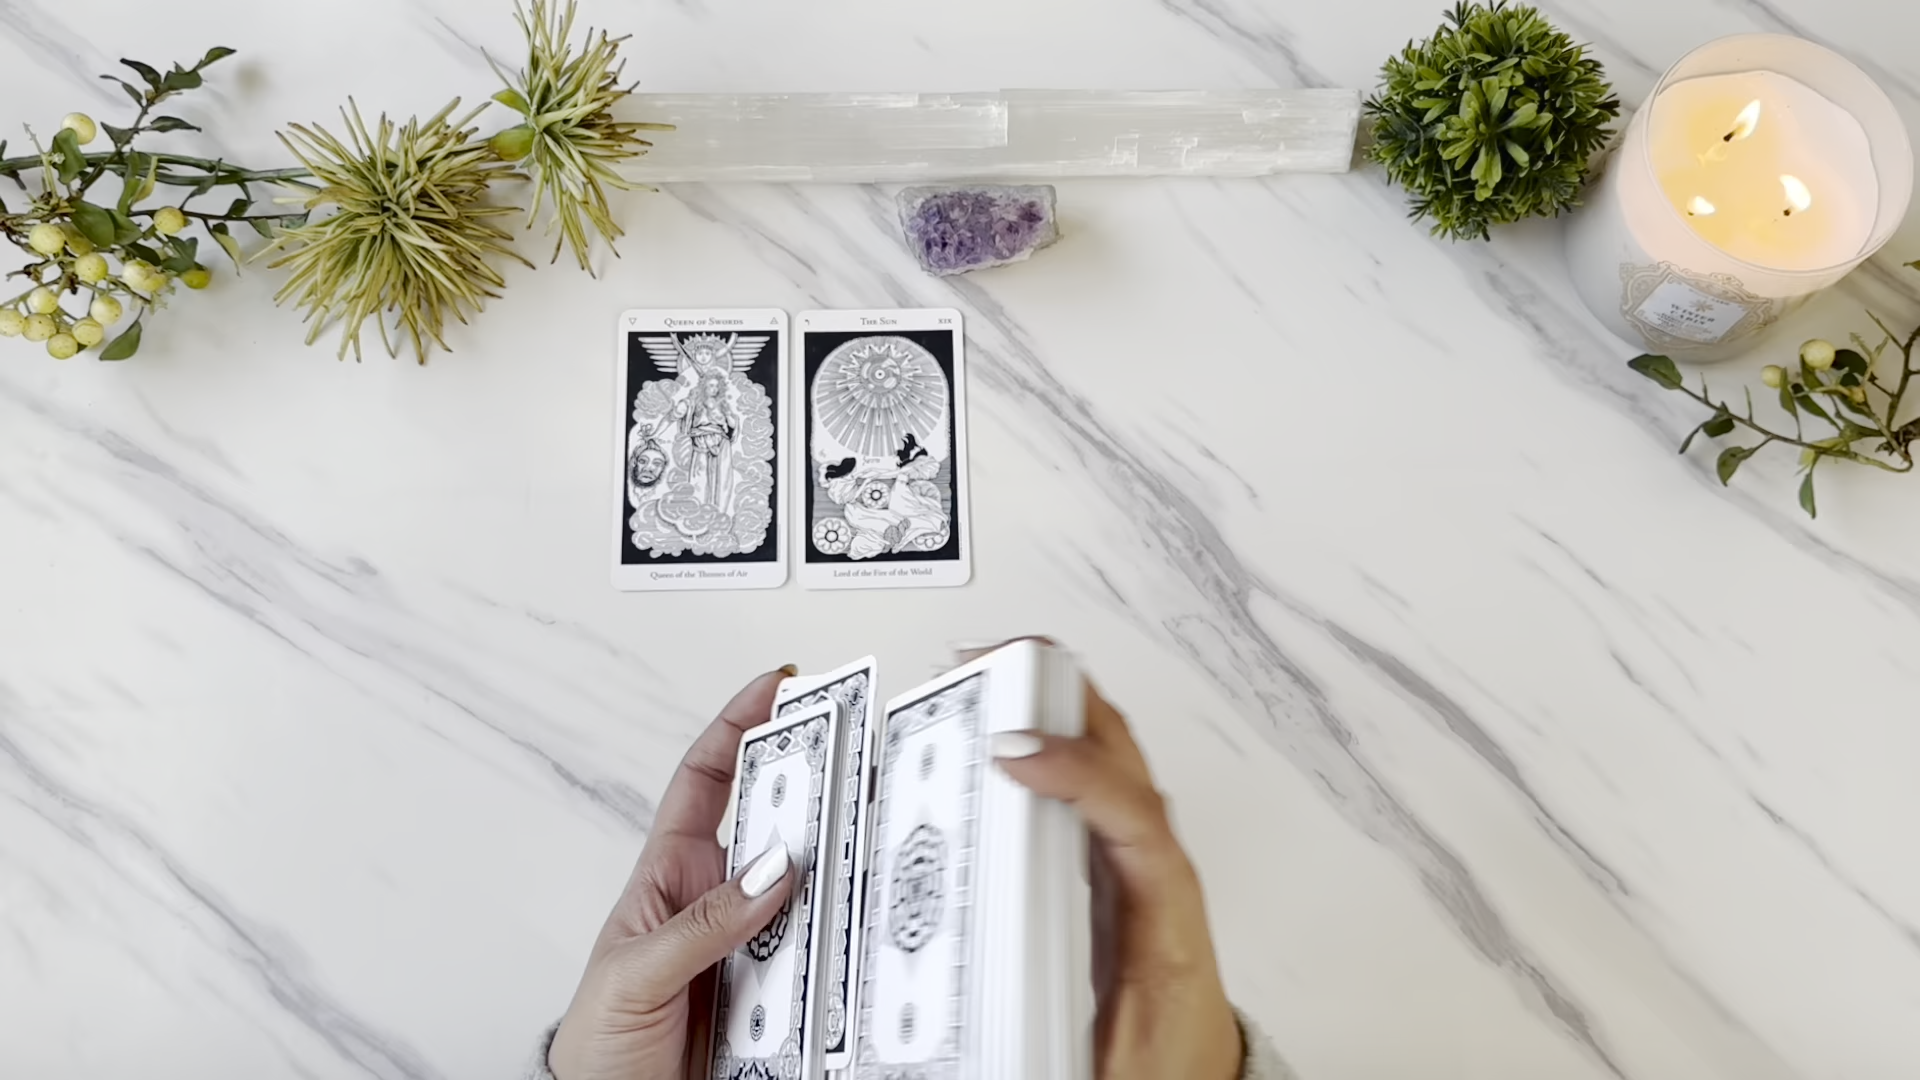 QUEEN OF SWORDS
THE SUN
XIX
Queen of the Thrones of Air
Lord of the Fire of the World
WINTER